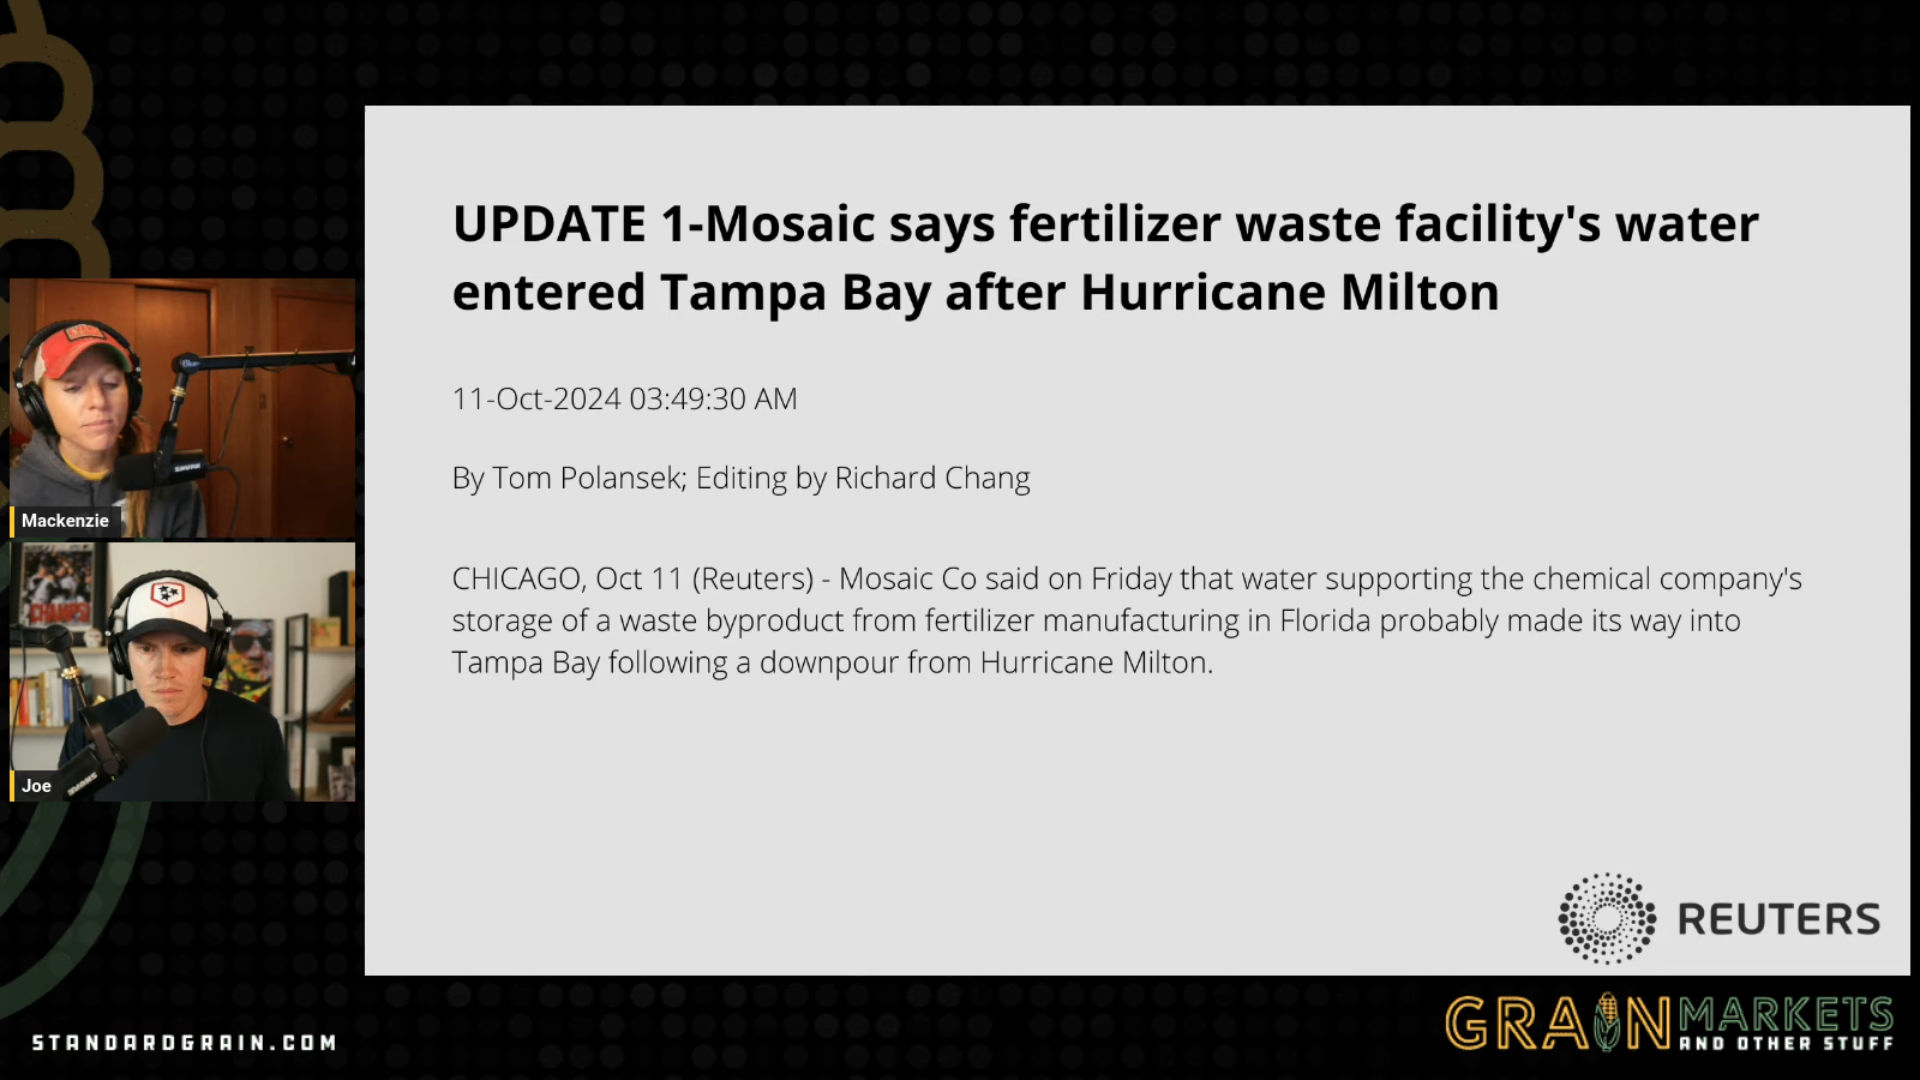 UPDATE 1-Mosaic says fertilizer waste facility's water
entered Tampa Bay after Hurricane Milton
11-Oct-2024 03:49:30 AM
By Tom Polansek; Editing by Richard Chang
CHICAGO, Oct 11 (Reuters) - Mosaic Co said on Friday that water supporting the chemical company's
storage of a waste byproduct from fertilizer manufacturing in Florida probably made its way into
Tampa Bay following a downpour from Hurricane Milton.
REUTERS
Mackenzie
SHURE
CHAMPS!
Joe
STANDARDGRAIN.COM
GRAIN MARKETS
AND OTHER STUFF